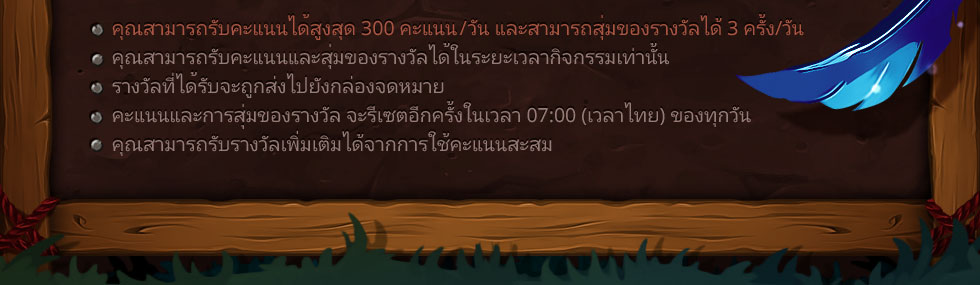 คุณสามารถรับคะแนนได้สูงสุด 300 คะแนน/วัน และสามารถสุ่มของรางวัลได้ 3 ครั้ง/วัน
คุณสามารถรับคะแนนและสุ่มของรางวัลได้ในระยะเวลากิจกรรมเท่านั้น
รางวัลที่ได้รับจะถูกส่งไปยังกล่องจดหมาย
คะแนนและการสุ่มของรางวัล จะรีเซตอีกครั้งในเวลา 07:00 (เวลาไทย) ของทุกวัน
คุณสามารถรับรางวัลเพิ่มเติมได้จากการใช้คะแนนสะสม